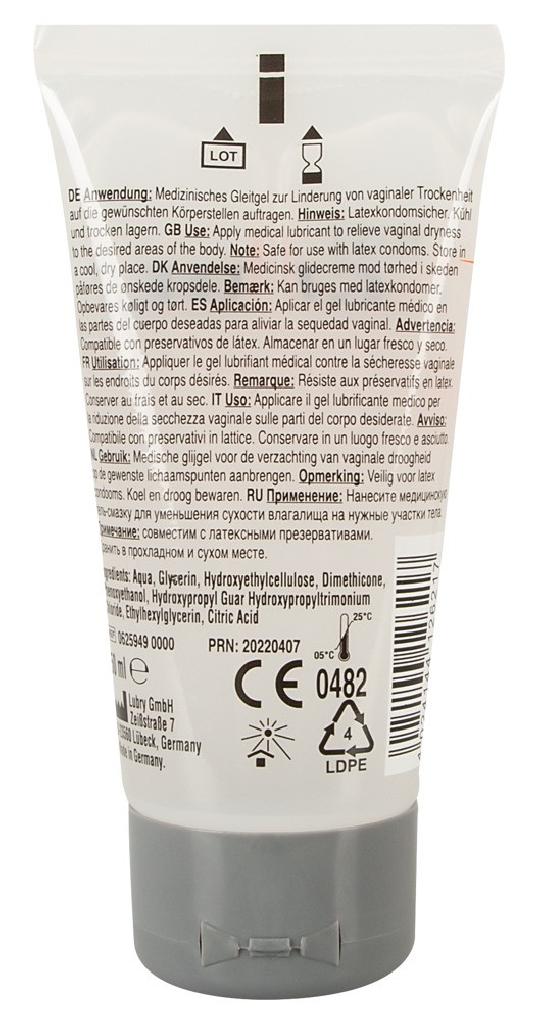 LOT
DE Anwendung: Medizinisches Gleitgel zur Linderung von vaginaler Trockenheit
auf die gewünschten Körperstellen auftragen. Hinweis: Latexkondomsicher. Kühl
und trocken lagern. GB Use: Apply medical lubricant to relieve vaginal dryness
to the desired areas of the body. Note: Safe for use with latex condoms. Store in
a cool, dry place. DK Anvendelse: Medicinsk glidecreme mod tørhed i skeden
påføres de ønskede kropsdele. Bemærk: Kan bruges med latexkondomer.
Opbevares køligt og tørt. ES Aplicación: Aplicar el gel lubricante médico en
las partes del cuerpo deseadas para aliviar la sequedad vaginal. Advertencia:
Compatible con preservativos de látex. Almacenar en un lugar fresco y seco.
FR Utilisation: Appliquer le gel lubrifiant médical contre la sécheresse vaginale
sur les endroits du corps désirés. Remarque: Résiste aux préservatifs en latex.
Conserver au frais et au sec. IT Uso: Applicare il gel lubrificante medico per
la riduzione della secchezza vaginale sulle parti del corpo desiderate. Avviso:
Compatibile con preservativi in lattice. Conservare in un luogo fresco e asciutto.
NL Gebruik: Medische glijgel voor de verzachting van vaginale droogheid
de gewenste lichaamspunten aanbrengen. Opmerking: Veilig voor latex
condooms. Koel en droog bewaren. RU Применение: Нанесите медицинскую
гель-смазку для уменьшения сухости влагалища на нужные участки тела.
Примечание: совместим с латексными презервативами.
Хранить в прохладном и сухом месте.
Ingredients: Aqua, Glycerin, Hydroxyethylcellulose, Dimethicone,
Phenoxyethanol, Hydroxypropyl Guar Hydroxypropyltrimonium
Chloride, Ethylhexylglycerin, Citric Acid
0625949 0000 PRN: 20220407
25°C
05°C
50 ml ℮
CE 0482
Lubry GmbH
Zeißstraße 7
Lübeck, Germany
Made in Germany.
4
LDPE